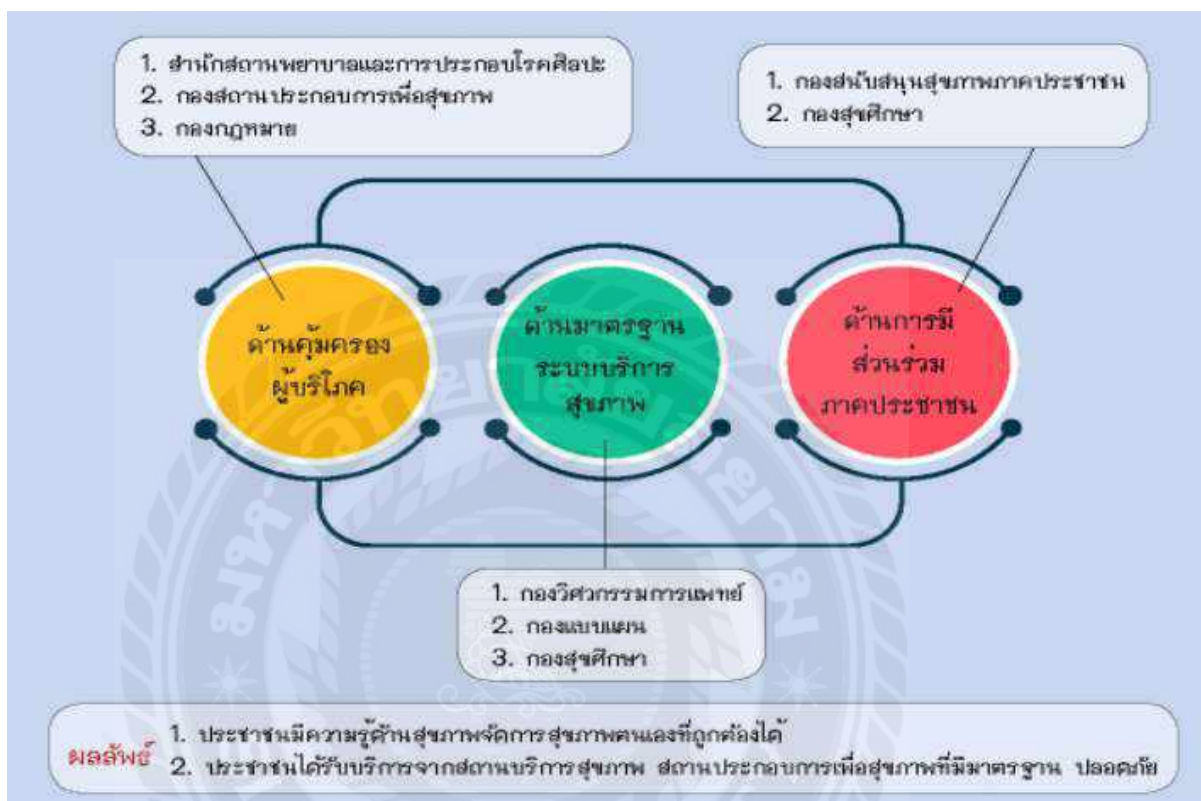 1. สำนักสถานพยาบาลและการประกอบโรคศิลปะ
2. กองสถานประกอบการเพื่อสุขภาพ
3. กองกฎหมาย
1. กองสนับสนุนสุขภาพภาคประชาชน
2. กองสุขศึกษา
ด้านคุ้มครอง
ผู้บริโภค
ด้านมาตรฐาน
ระบบบริการ
สุขภาพ
ด้านการมี
ส่วนร่วม
ภาคประชาชน
1. กองวิศวกรรมการแพทย์
2. กองแบบแผน
3. กองสุขศึกษา
ผลลัพธ์
1. ประชาชนมีความรู้ด้านสุขภาพจัดการสุขภาพตนเองที่ถูกต้องได้
2. ประชาชนได้รับบริการจากสถานบริการสุขภาพ สถานประกอบการเพื่อสุขภาพที่มีมาตรฐาน ปลอดภัย